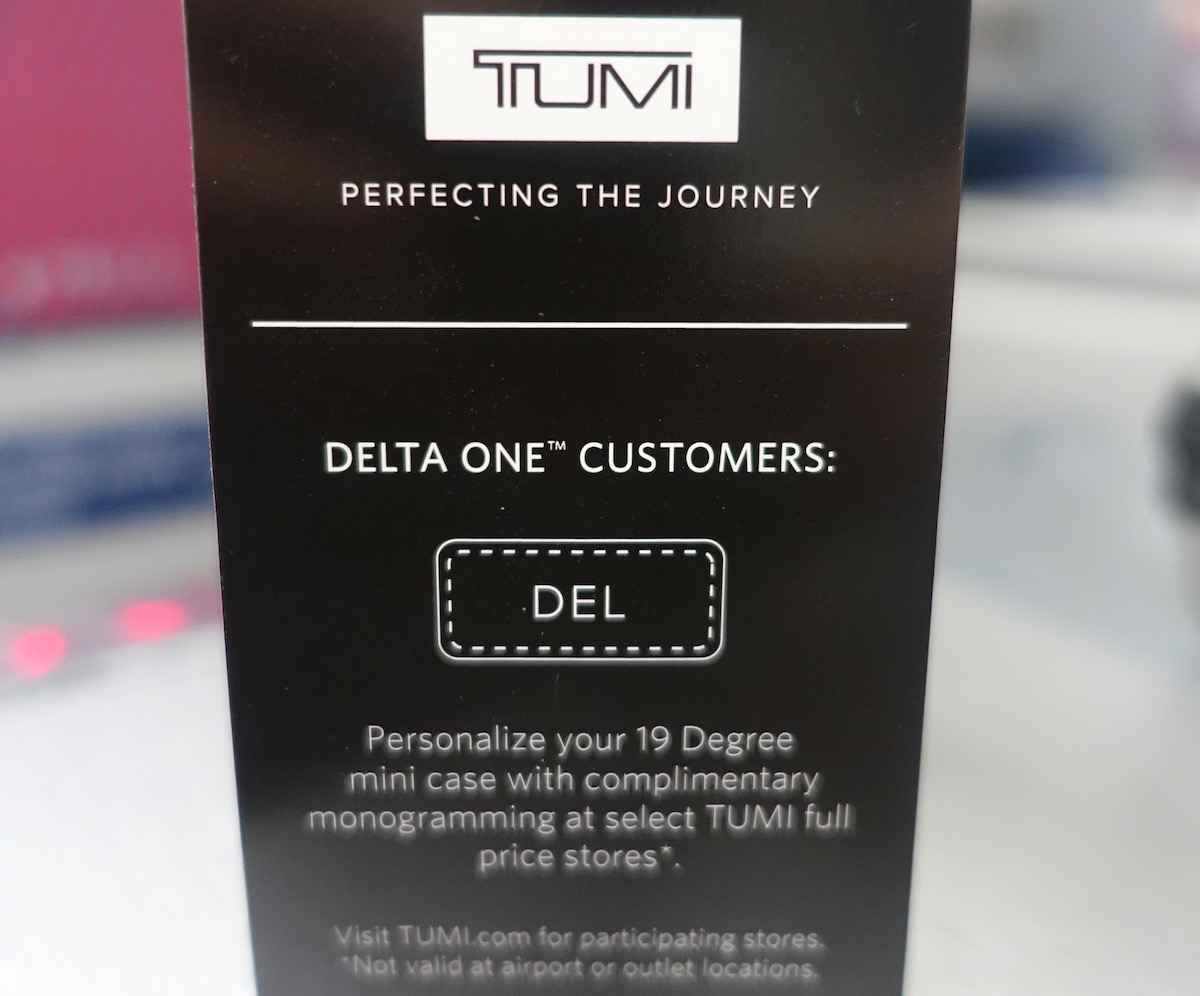 TUMI
PERFECTING THE JOURNEY
DELTA ONE™ CUSTOMERS:
DEL
Personalize your 19 Degree
mini case with complimentary
monogramming at select TUMI full
price stores*.
Visit TUMI.com for participating stores.
*Not valid at airport or outlet locations.